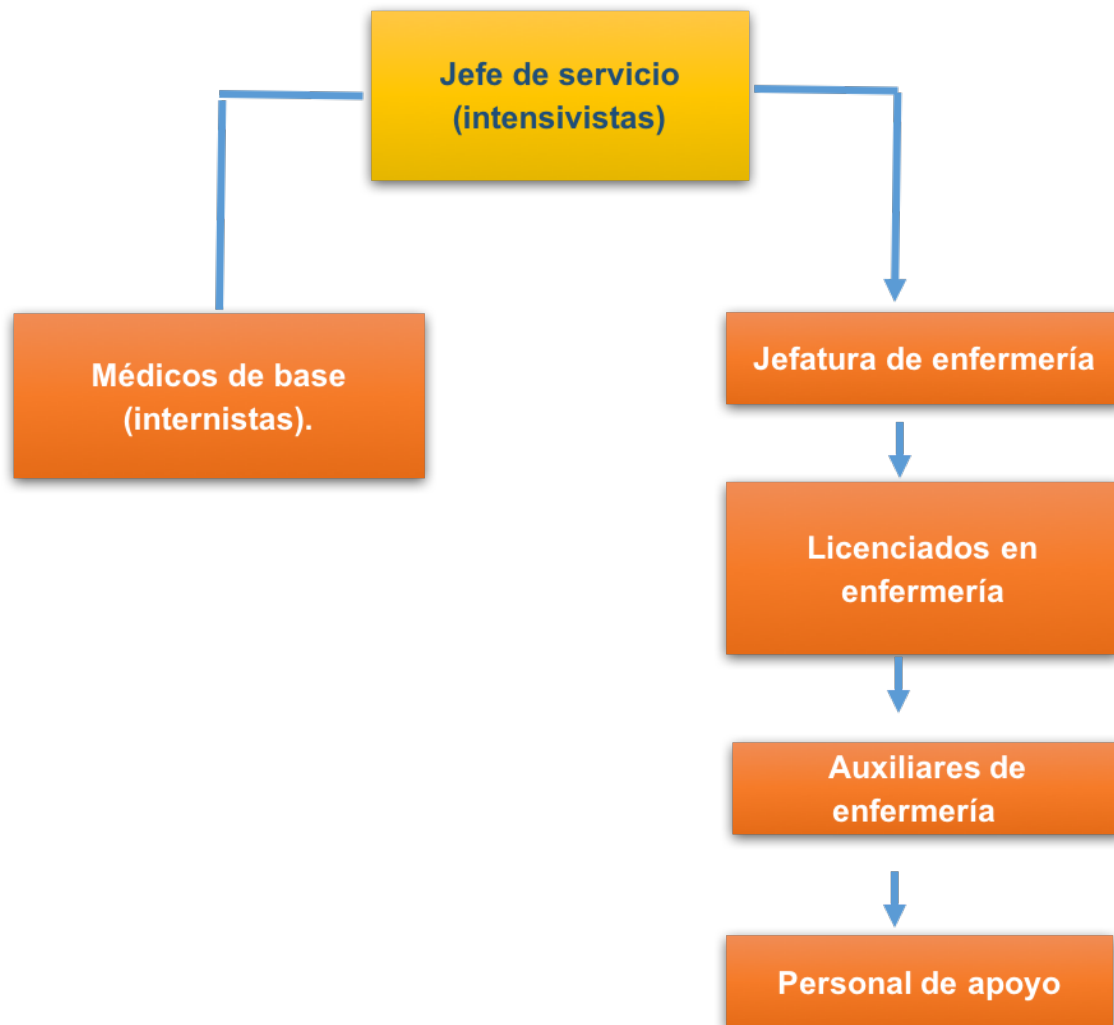 Jefe de servicio
(intensivistas)
Médicos de base
(internistas).
Jefatura de enfermería
Licenciados en
enfermería
Auxiliares de
enfermería
Personal de apoyo